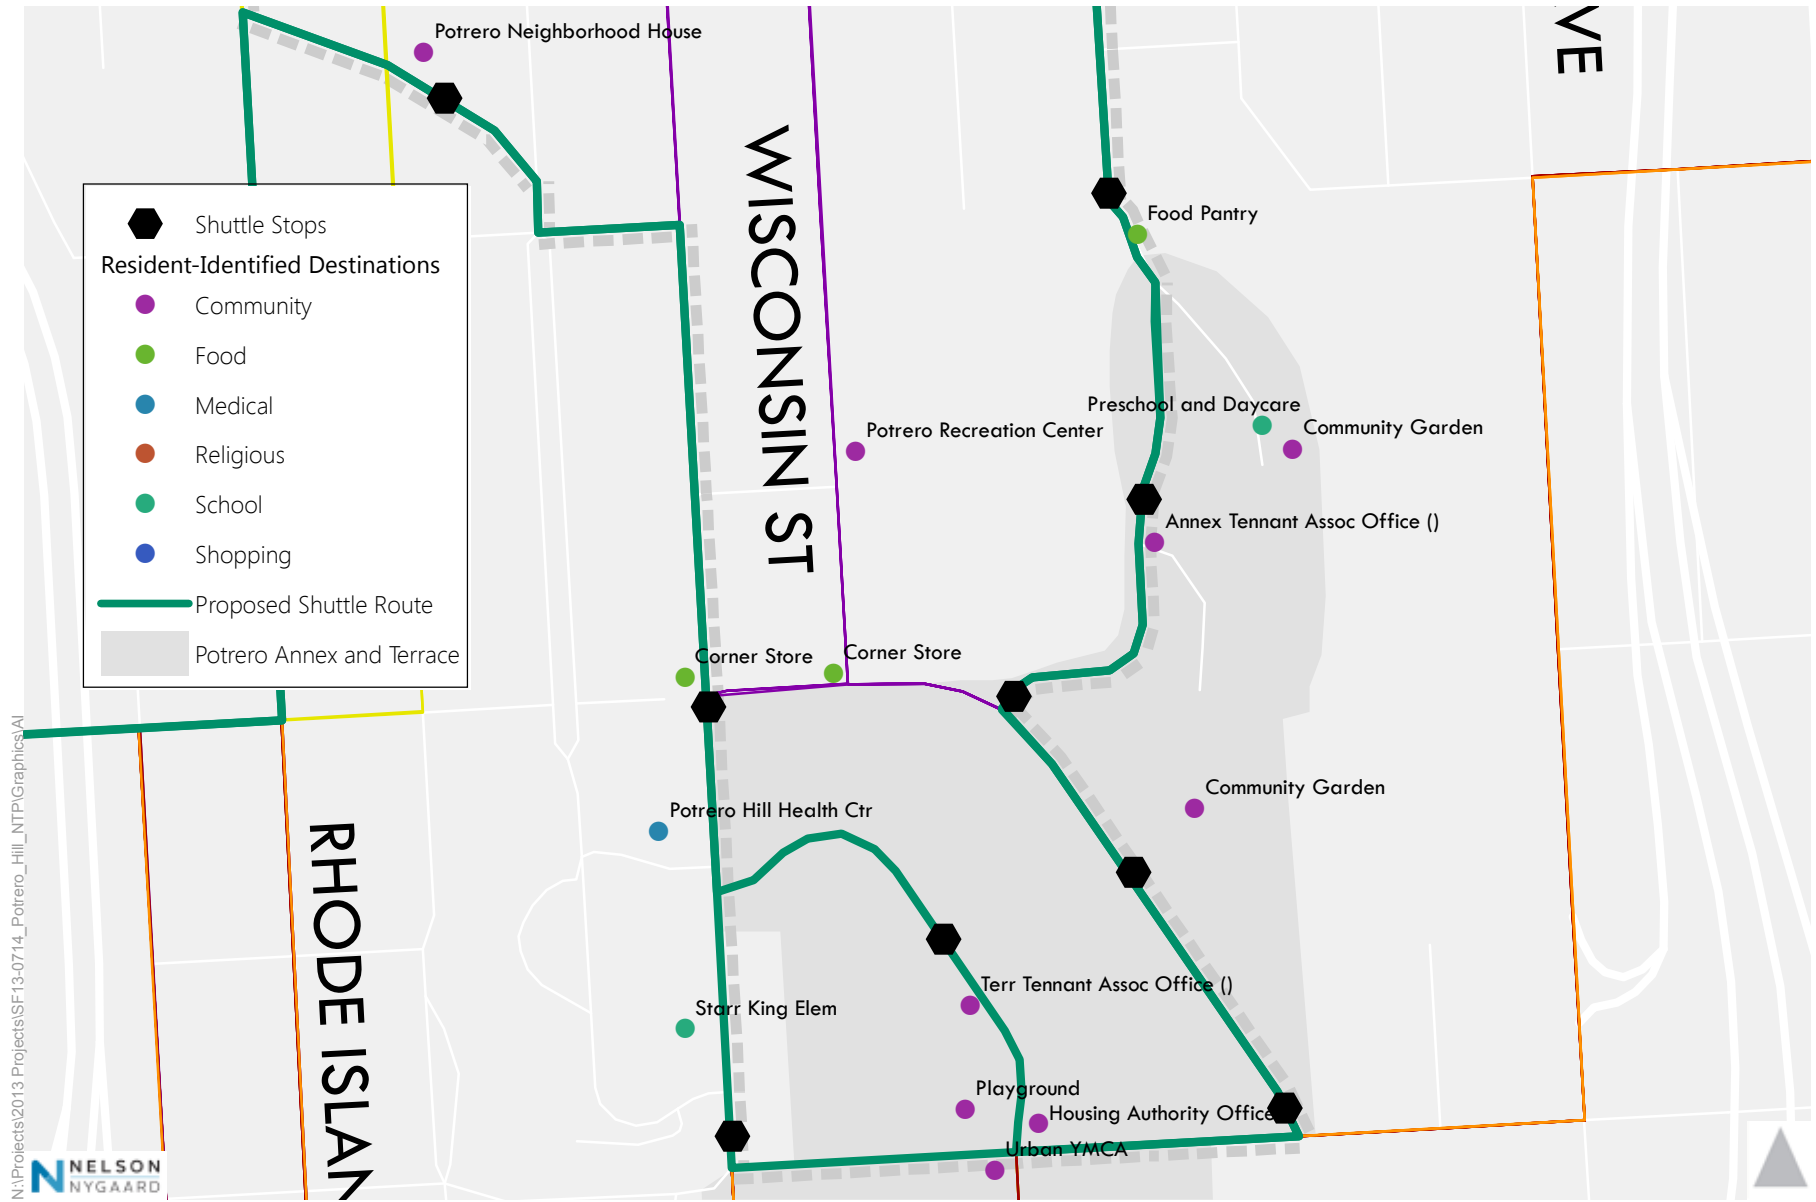 Potrero Neighborhood House
VE
WISCONSIN ST
Food Pantry
Shuttle Stops
Resident-Identified Destinations
Community
Food
Medical
Religious
School
Shopping
Proposed Shuttle Route
Potrero Annex and Terrace
Preschool and Daycare
Community Garden
Potrero Recreation Center
Annex Tennant Assoc Office ()
Corner Store
Corner Store
Community Garden
Potrero Hill Health Ctr
RHODE ISLAN
Terr Tennant Assoc Office ()
Starr King Elem
Playground
Housing Authority Office
Urban YMCA
N:\Projects\2013 Projects\SF13-0714_Potrero_Hill_NTP\Graphics\AI
N NELSON
NYGAARD